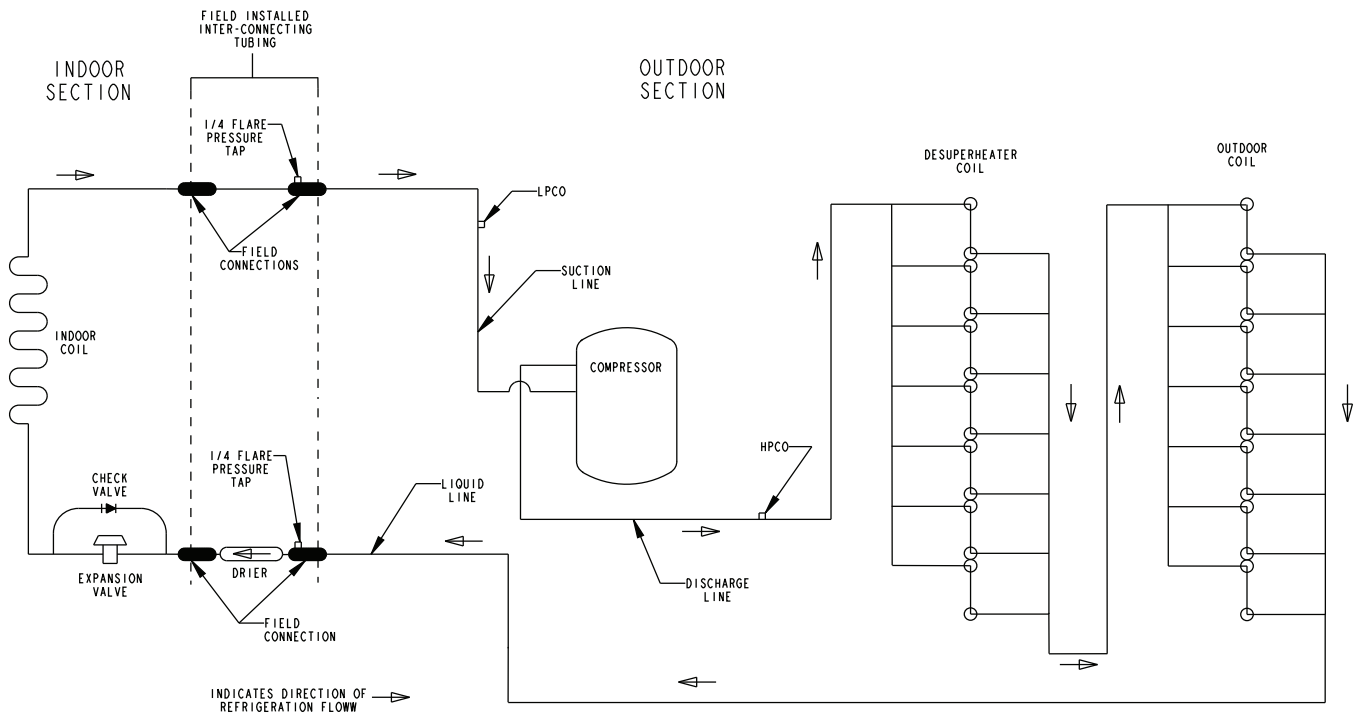 FIELD INSTALLED
INTER-CONNECTING
TUBING
INDOOR
SECTION
OUTDOOR
SECTION
1/4 FLARE
PRESSURE
TAP
DESUPERHEATER
COIL
OUTDOOR
COIL
LPCO
FIELD
CONNECTIONS
SUCTION
LINE
INDOOR
COIL
COMPRESSOR
HPCO
1/4 FLARE
PRESSURE
TAP
CHECK
VALVE
LIQUID
LINE
EXPANSION
VALVE
DRIER
DISCHARGE
LINE
FIELD
CONNECTION
INDICATES DIRECTION OF
REFRIGERATION FLOWW